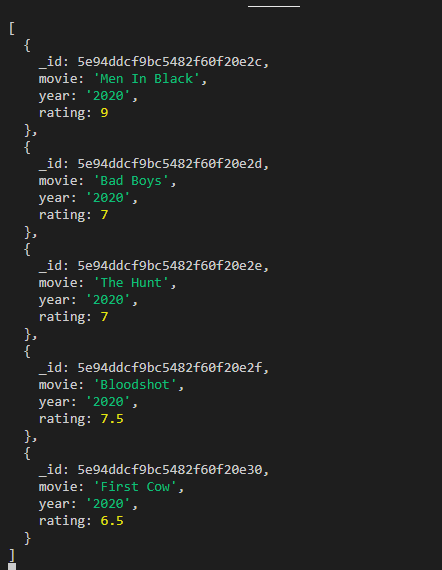 [
  {
    _id: 5e94ddcf9bc5482f60f20e2c,
    movie: 'Men In Black',
    year: '2020',
    rating: 9
  },
  {
    _id: 5e94ddcf9bc5482f60f20e2d,
    movie: 'Bad Boys',
    year: '2020',
    rating: 7
  },
  {
    _id: 5e94ddcf9bc5482f60f20e2e,
    movie: 'The Hunt',
    year: '2020',
    rating: 7
  },
  {
    _id: 5e94ddcf9bc5482f60f20e2f,
    movie: 'Bloodshot',
    year: '2020',
    rating: 7.5
  },
  {
    _id: 5e94ddcf9bc5482f60f20e30,
    movie: 'First Cow',
    year: '2020',
    rating: 6.5
  }
]